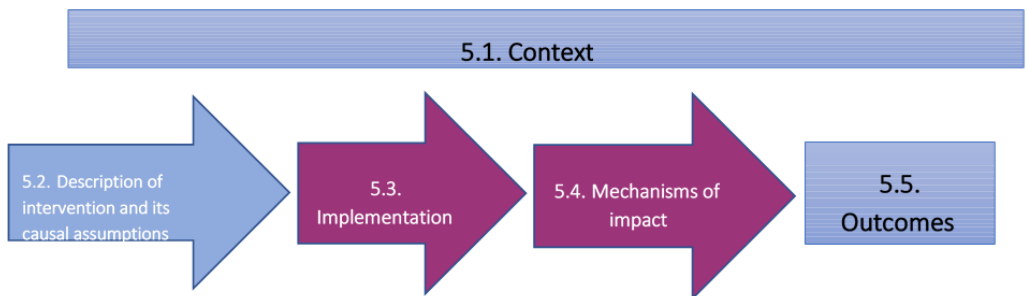 5.1. Context
5.2. Description of
intervention and its
causal assumptions
5.3.
Implementation
5.4. Mechanisms of
impact
5.5.
Outcomes